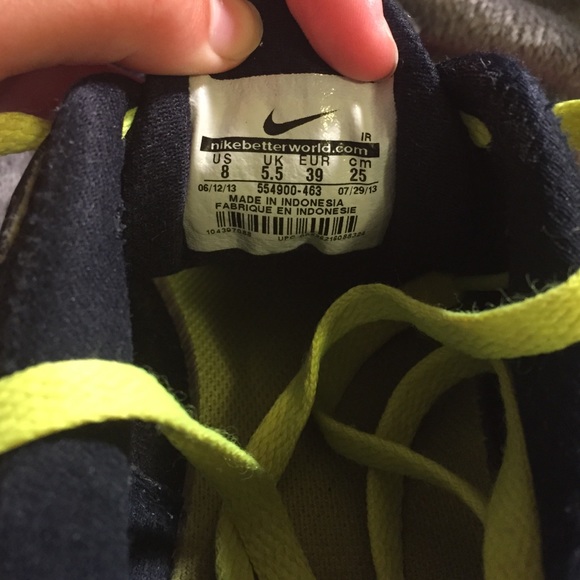 IR
nikebetterworld.com
US UK EUR cm
8 5.5 39 25
06/12/13 554900-463 07/29/13
MADE IN INDONESIA
FABRIQUE EN INDONESIE